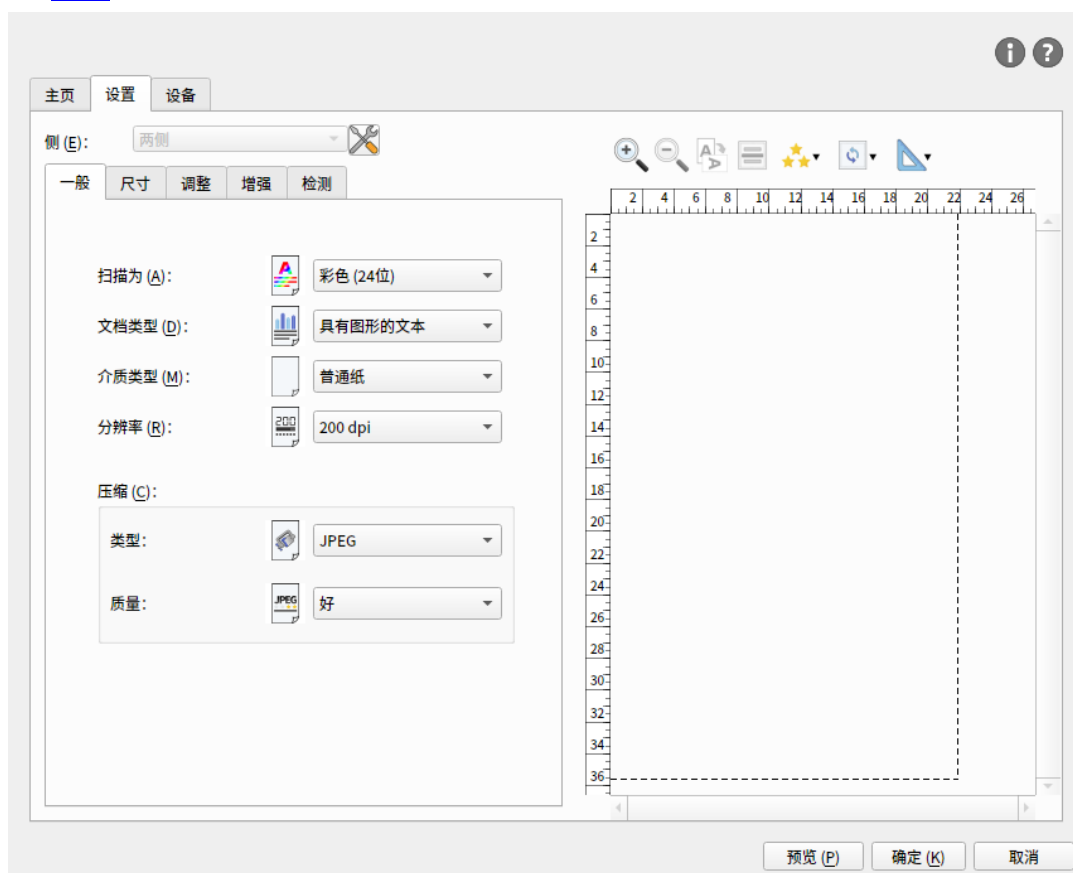 主页 设置 设备
侧 (E): 两侧
一般 尺寸 调整 增强 检测
扫描为 (A): 彩色 (24位)
文档类型 (D): 具有图形的文本
介质类型 (M): 普通纸
分辨率 (R): 200 200 dpi
压缩 (C):
类型: JPEG
质量: JPEG 好
2 4 6 8 10 12 14 16 18 20 22 24 26
2
4
6
8
10
12
14
16
18
20
22
24
26
28
30
32
34
36
预览 (P) 确定 (K) 取消